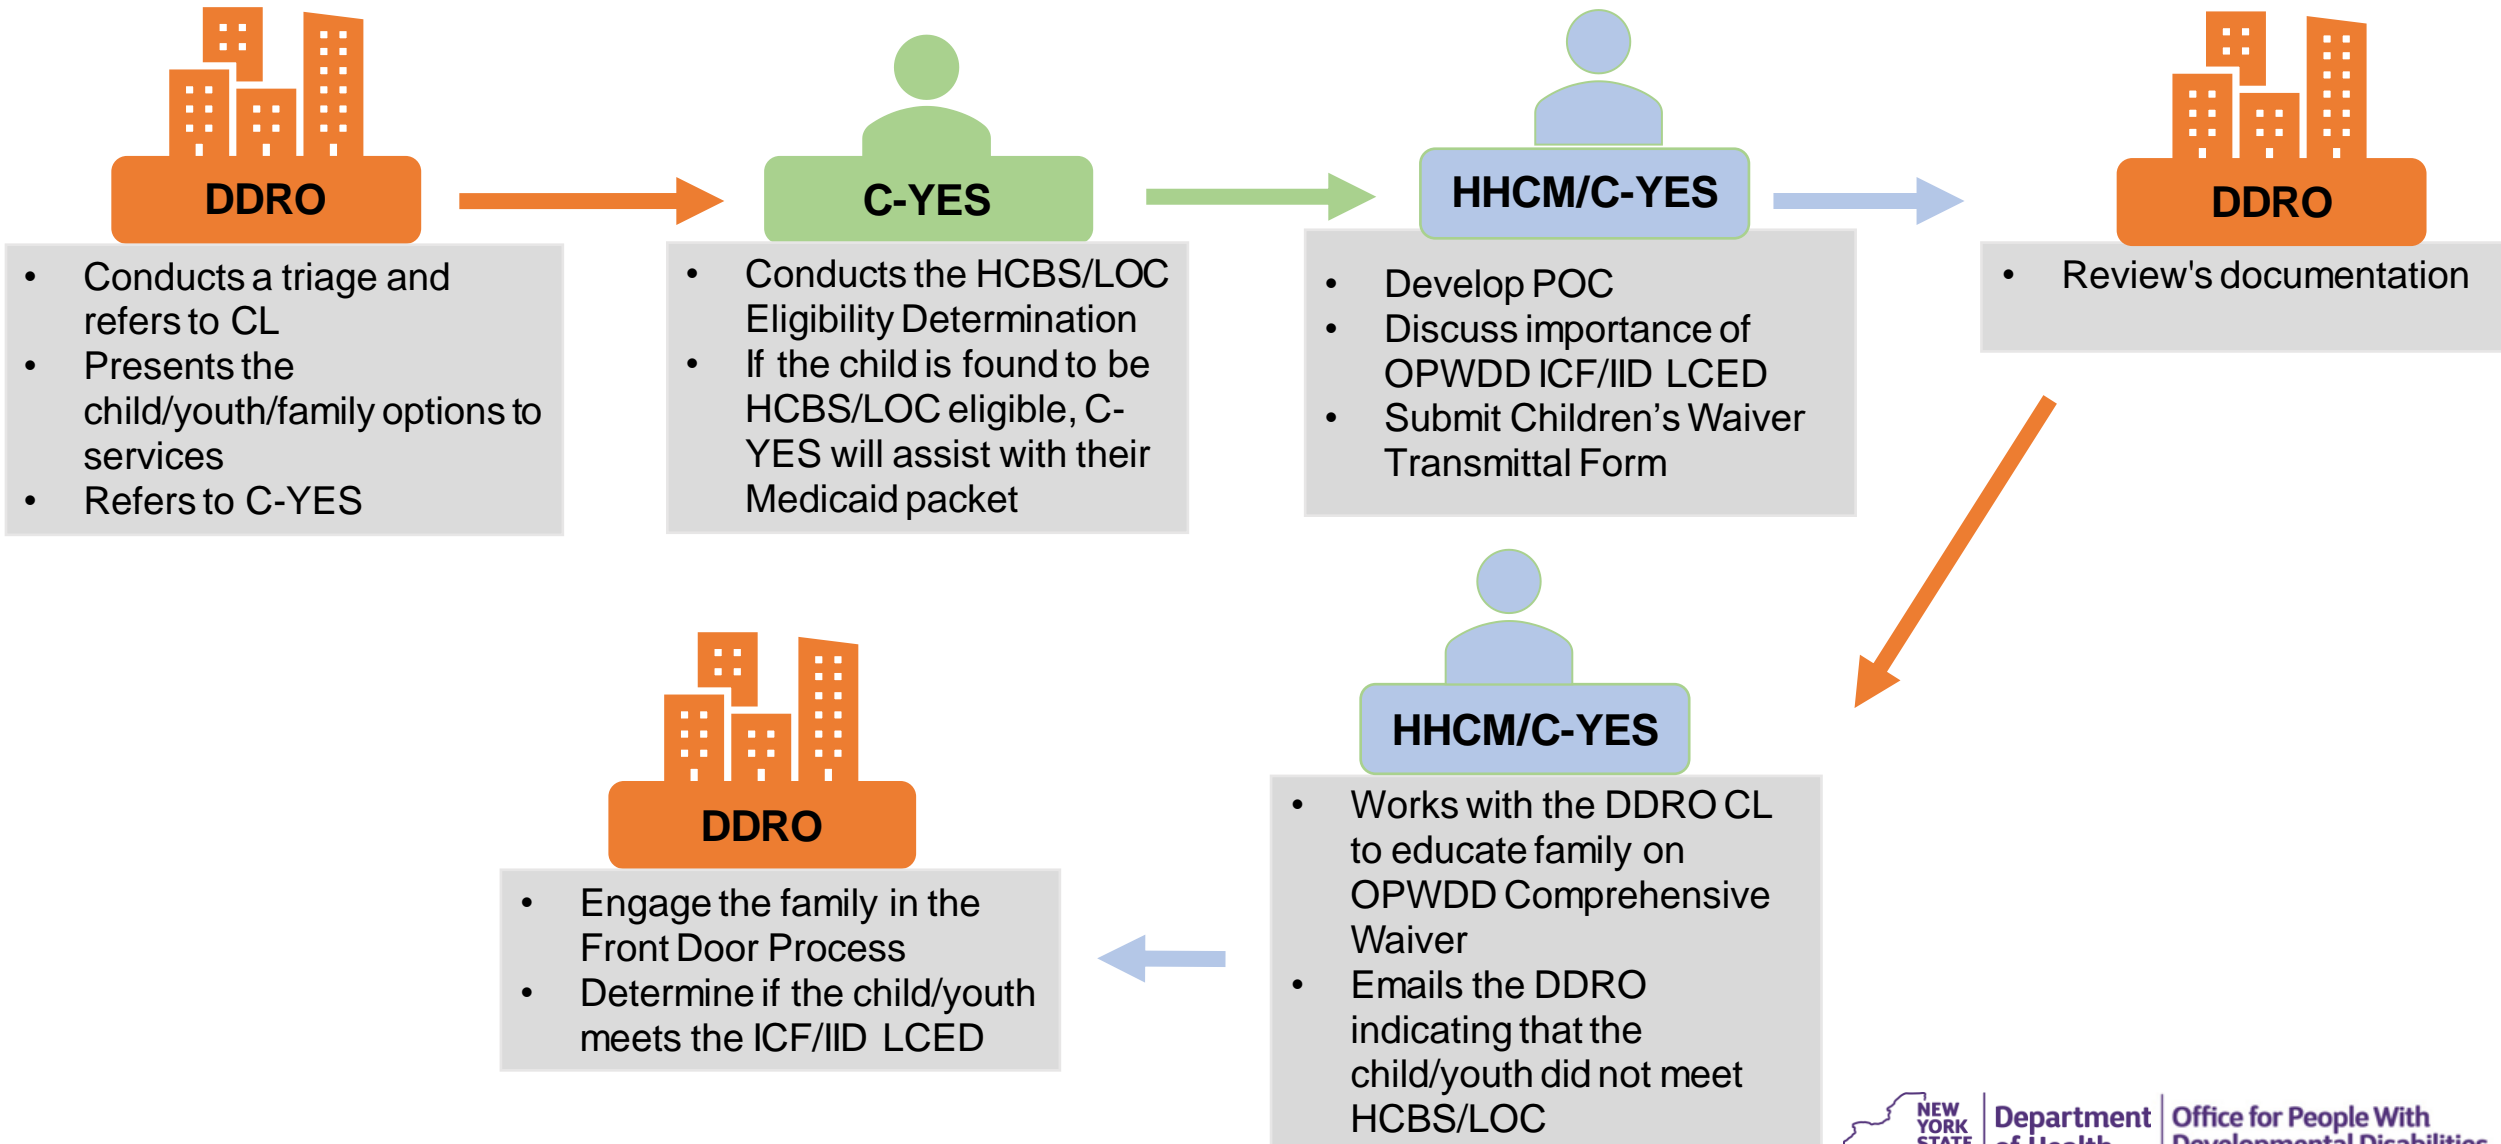 DDRO
• Conducts a triage and
refers to CL
• Presents the
child/youth/family options to
services
• Refers to C-YES
C-YES
• Conducts the HCBS/LOC
Eligibility Determination
• If the child is found to be
HCBS/LOC eligible, C-
YES will assist with their
Medicaid packet
HHCM/C-YES
• Develop POC
• Discuss importance of
OPWDD ICF/IID LCED
• Submit Children’s Waiver
Transmittal Form
DDRO
• Review's documentation
HHCM/C-YES
• Works with the DDRO CL
to educate family on
OPWDD Comprehensive
Waiver
• Emails the DDRO
indicating that the
child/youth did not meet
HCBS/LOC
DDRO
• Engage the family in the
Front Door Process
• Determine if the child/youth
meets the ICF/IID LCED
NEW
YORK
STATE
Department
of Health
Office for People With
Developmental Disabilities